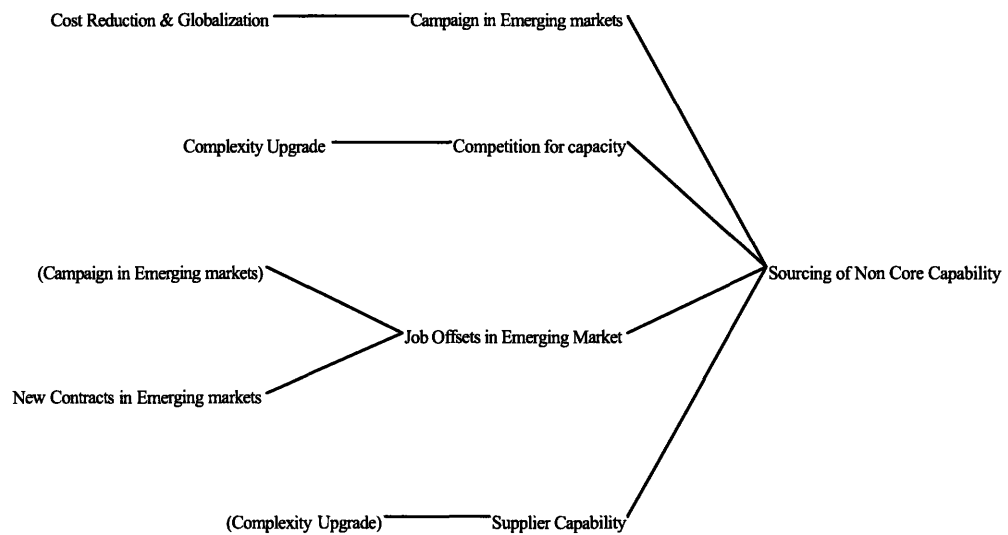 Cost Reduction & Globalization
Campaign in Emerging markets
Complexity Upgrade
Competition for capacity
(Campaign in Emerging markets)
Sourcing of Non Core Capability
Job Offsets in Emerging Market
New Contracts in Emerging markets
(Complexity Upgrade)
Supplier Capability